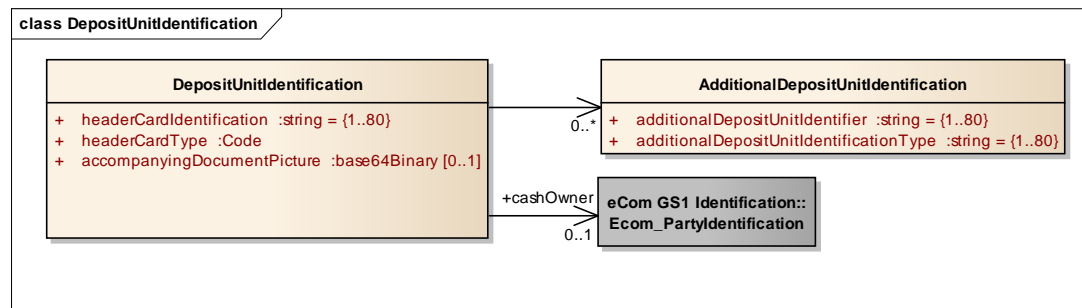 class DepositUnitIdentification
DepositUnitIdentification
+ headerCardIdentification :string = {1..80}
+ headerCardType :Code
+ accompanyingDocumentPicture :base64Binary [0..1]
0..*
AdditionalDepositUnitIdentification
+ additionalDepositUnitIdentifier :string = {1..80}
+ additionalDepositUnitIdentificationType :string = {1..80}
+cashOwner
0..1
eCom GS1 Identification::
Ecom_PartyIdentification